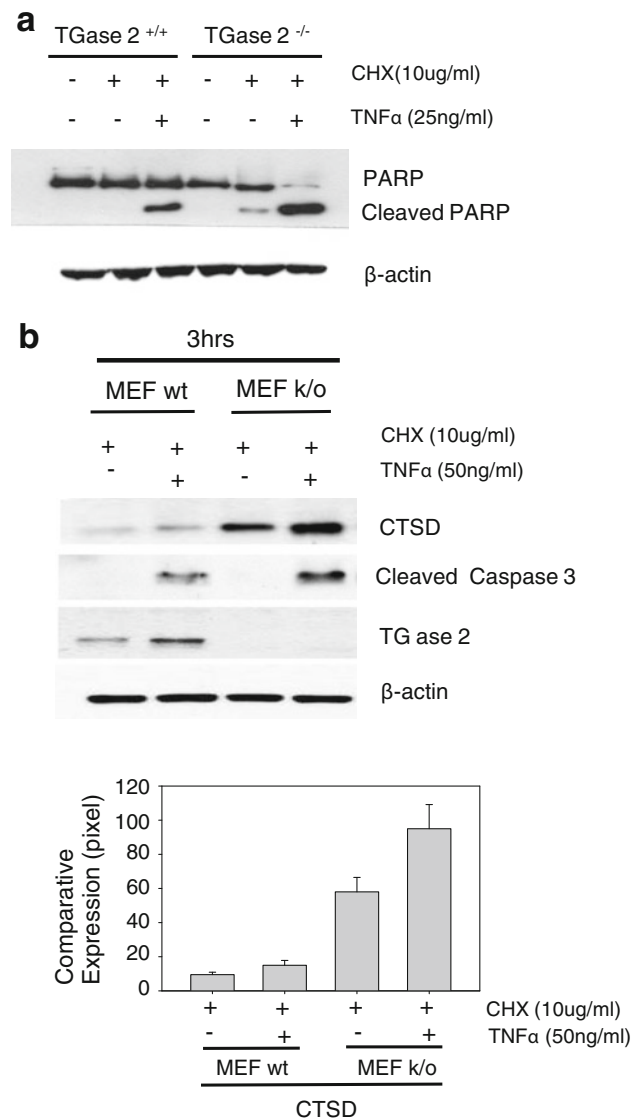 a
TGase 2 +/+ TGase 2 -/-
- + + - + + CHX(10ug/ml)
- - + - - + TNFα (25ng/ml)
PARP
Cleaved PARP
β-actin
b
3hrs
MEF wt MEF k/o
+ + + + CHX (10ug/ml)
- + - + TNFα (50ng/ml)
CTSD
Cleaved Caspase 3
TG ase 2
β-actin
Comparative
Expression (pixel)
120
100
80
60
40
20
0
+ + + + CHX (10ug/ml)
- + - + TNFα (50ng/ml)
MEF wt MEF k/o
CTSD